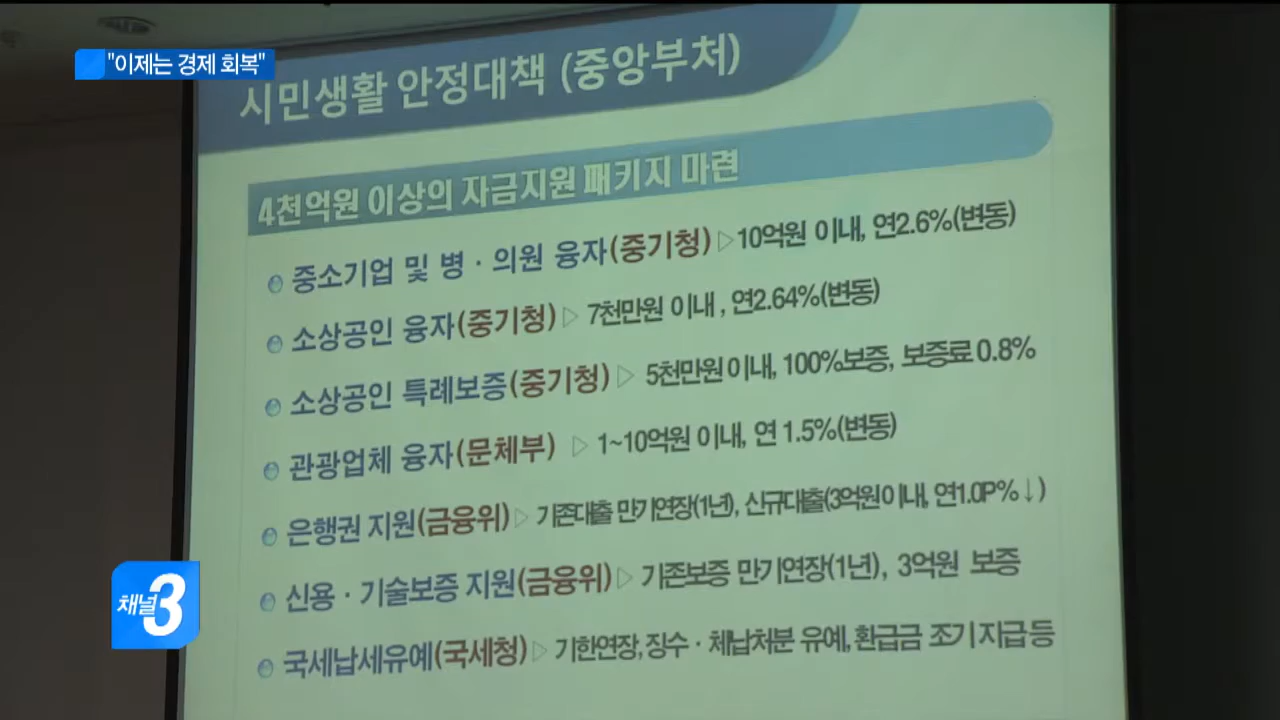 "이제는 경제 회복"
시민생활 안정대책 (중앙부처)
4천억원 이상의 자금지원 패키지 마련
중소기업 및 병·의원 융자(중기청) ▷10억원 이내, 연2.6%(변동)
소상공인 융자(중기청) ▷ 7천만원 이내, 연2.64%(변동)
소상공인 특례보증(중기청) ▷ 5천만원 이내, 100%보증, 보증료 0.8%
관광업체 융자(문체부) ▷ 1~10억원 이내, 연 1.5%(변동)
은행권 지원(금융위) ▷ 기존대출 만기연장(1년), 신규대출(3억원이내, 연1.0P%↓)
신용·기술보증 지원(금융위) ▷ 기존보증 만기연장(1년), 3억원 보증
국세납세유예(국세청) ▷ 기한연장, 징수·체납처분 유예, 환급금 조기 지급 등
채널3